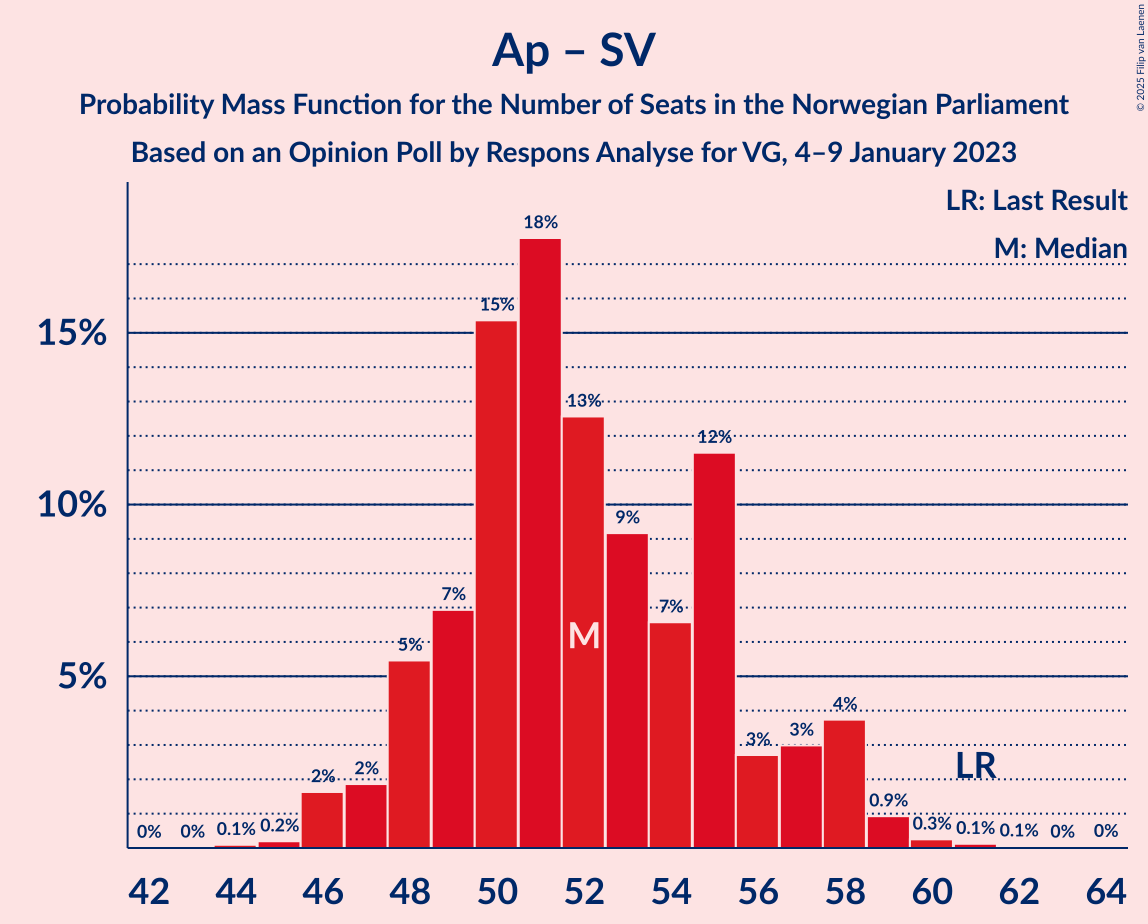 Ap – SV
Probability Mass Function for the Number of Seats in the Norwegian Parliament
Based on an Opinion Poll by Respons Analyse for VG, 4–9 January 2023
© 2025 Filip van Laenen
LR: Last Result
M: Median
15%
10%
5%
0% 0% 0.1% 0.2% 2% 2% 5% 7% 15% 18% 13% 9% 7% 12% 3% 3% 4% 0.9% 0.3% 0.1% 0.1% 0% 0%
M
LR
42 44 46 48 50 52 54 56 58 60 62 64